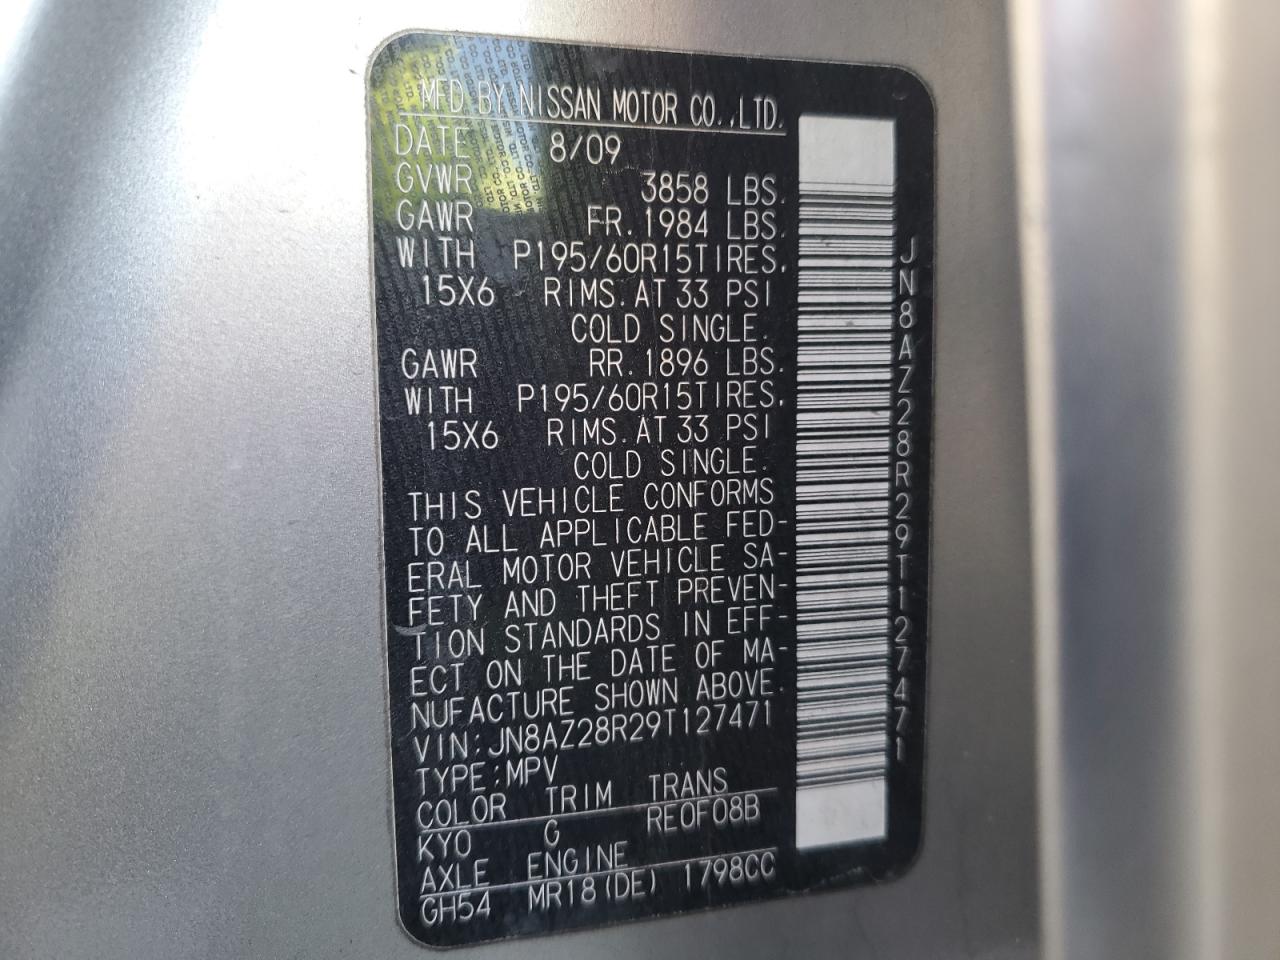 MFD BY NISSAN MOTOR CO.,LTD.
DATE 8/09
GVWR 3858 LBS.
GAWR FR. 1984 LBS.
WITH P195/60R15TIRES.
15X6 RIMS. AT 33 PSI
COLD SINGLE.
GAWR RR. 1896 LBS.
WITH P195/60R15TIRES.
15X6 RIMS. AT 33 PSI
COLD SINGLE.
THIS VEHICLE CONFORMS
TO ALL APPLICABLE FED-
ERAL MOTOR VEHICLE SA-
FETY AND THEFT PREVEN-
TION STANDARDS IN EFF-
ECT ON THE DATE OF MA-
NUFACTURE SHOWN ABOVE.
VIN:JN8AZ28R29T127471
TYPE:MPV
COLOR TRIM TRANS
KYO G RE0F08B
AXLE ENGINE
GH54 MR18(DE) 1798CC
JN8AZ28R29T127471